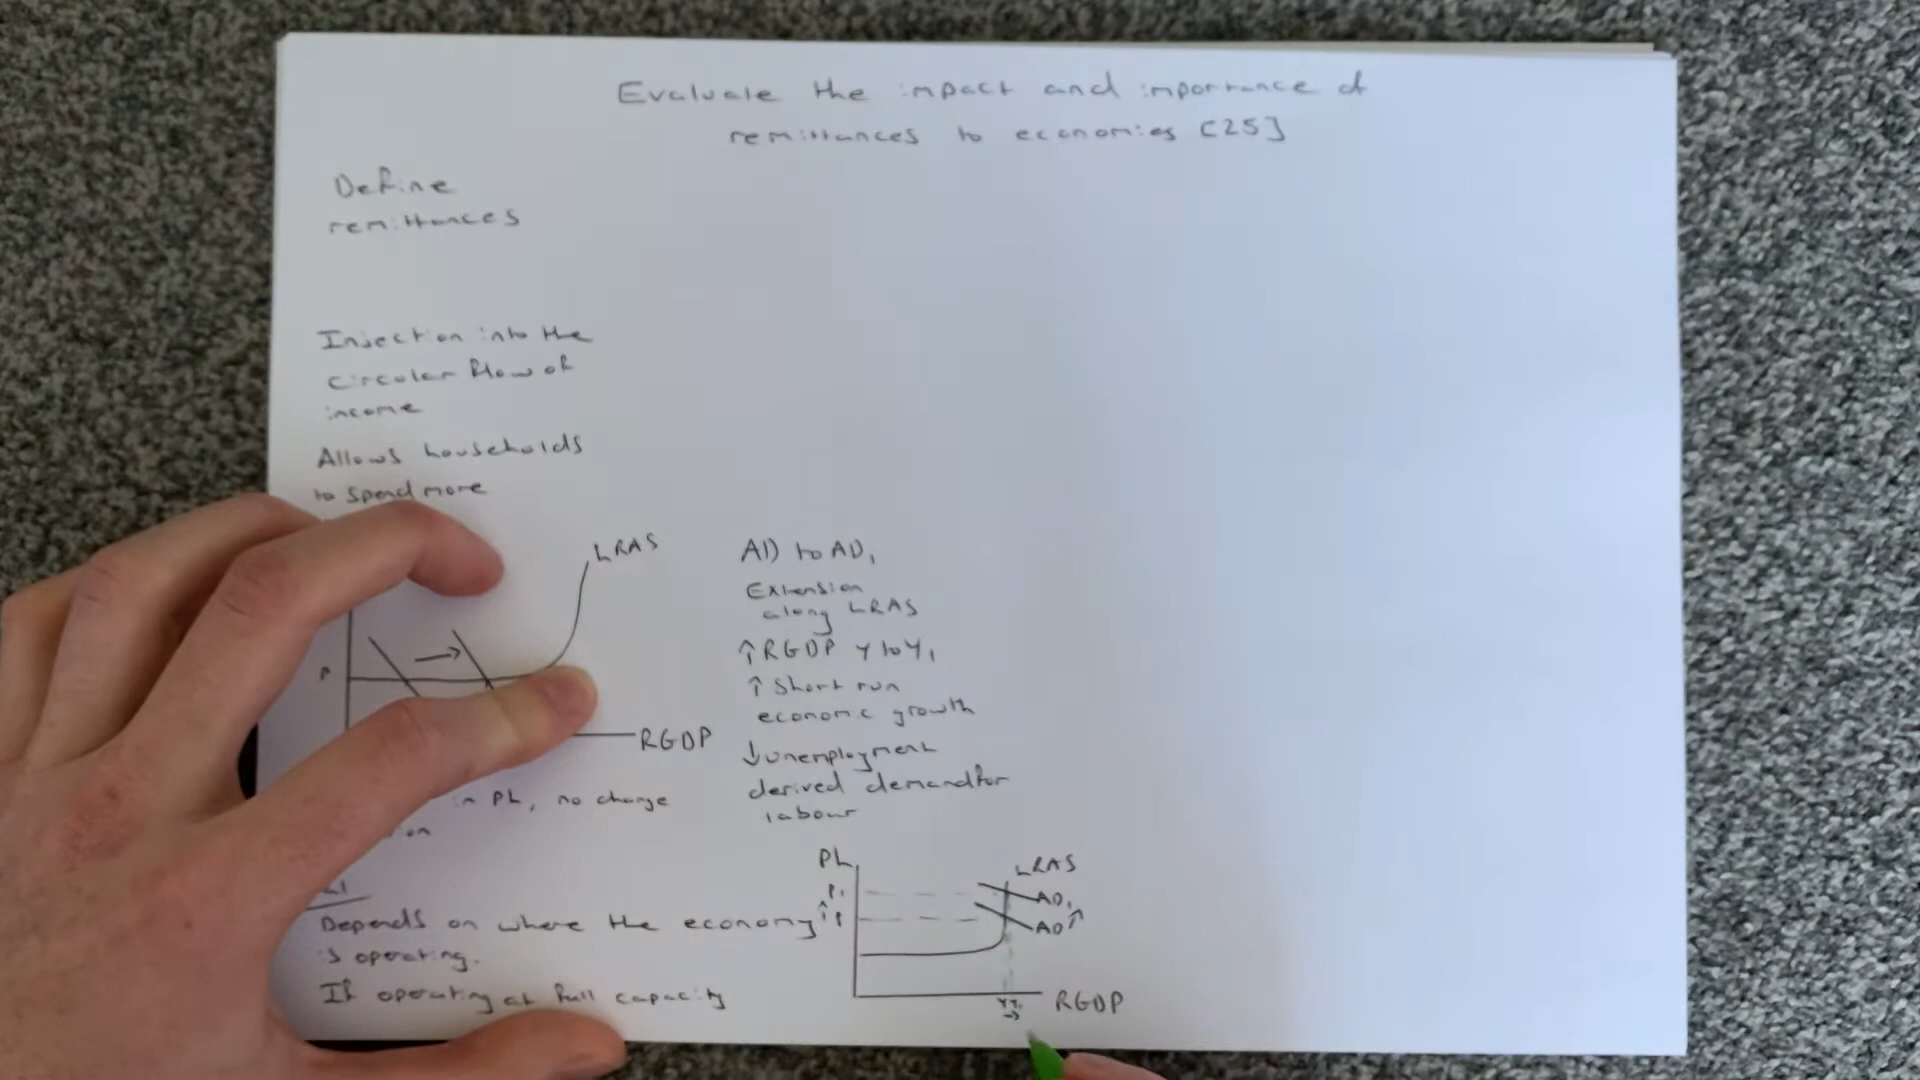 Evaluate the impact and importance of
remittances to economies [25]
Define
remittances
Injection into the
circular flow of
income
Allows households
to spend more
LRAS
P
RGDP
in PL, no change
AD to AD₁
Extension
along LRAS
↑ RGDP Y to Y₁
↑ Short run
economic growth
↓ unemployment
derived demand for
labour
Depends on where the economy
is operating.
If operating at full capacity
PL
LRAS
P₁
AD₁
↑ P
AD ↑
Y Y₁
→
RGDP